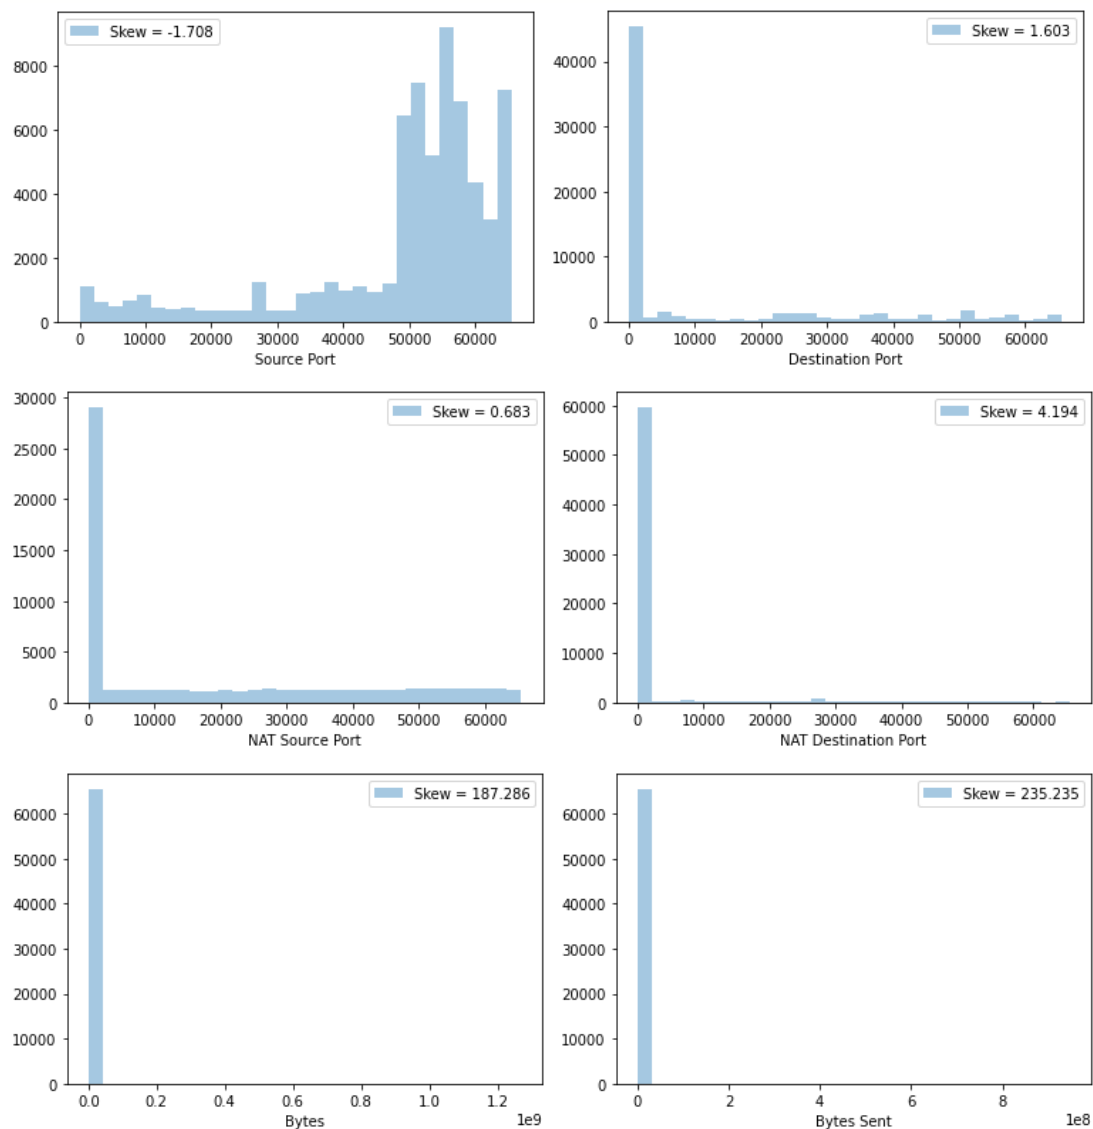 Skew = -1.708
8000
6000
4000
2000
0
0 10000 20000 30000 40000 50000 60000
Source Port
Skew = 1.603
40000
30000
20000
10000
0
0 10000 20000 30000 40000 50000 60000
Destination Port
Skew = 0.683
30000
25000
20000
15000
10000
5000
0
0 10000 20000 30000 40000 50000 60000
NAT Source Port
Skew = 4.194
60000
50000
40000
30000
20000
10000
0
0 10000 20000 30000 40000 50000 60000
NAT Destination Port
Skew = 187.286
60000
50000
40000
30000
20000
10000
0
0.0 0.2 0.4 0.6 0.8 1.0 1.2
1e9
Bytes
Skew = 235.235
60000
50000
40000
30000
20000
10000
0
0 2 4 6 8
1e8
Bytes Sent